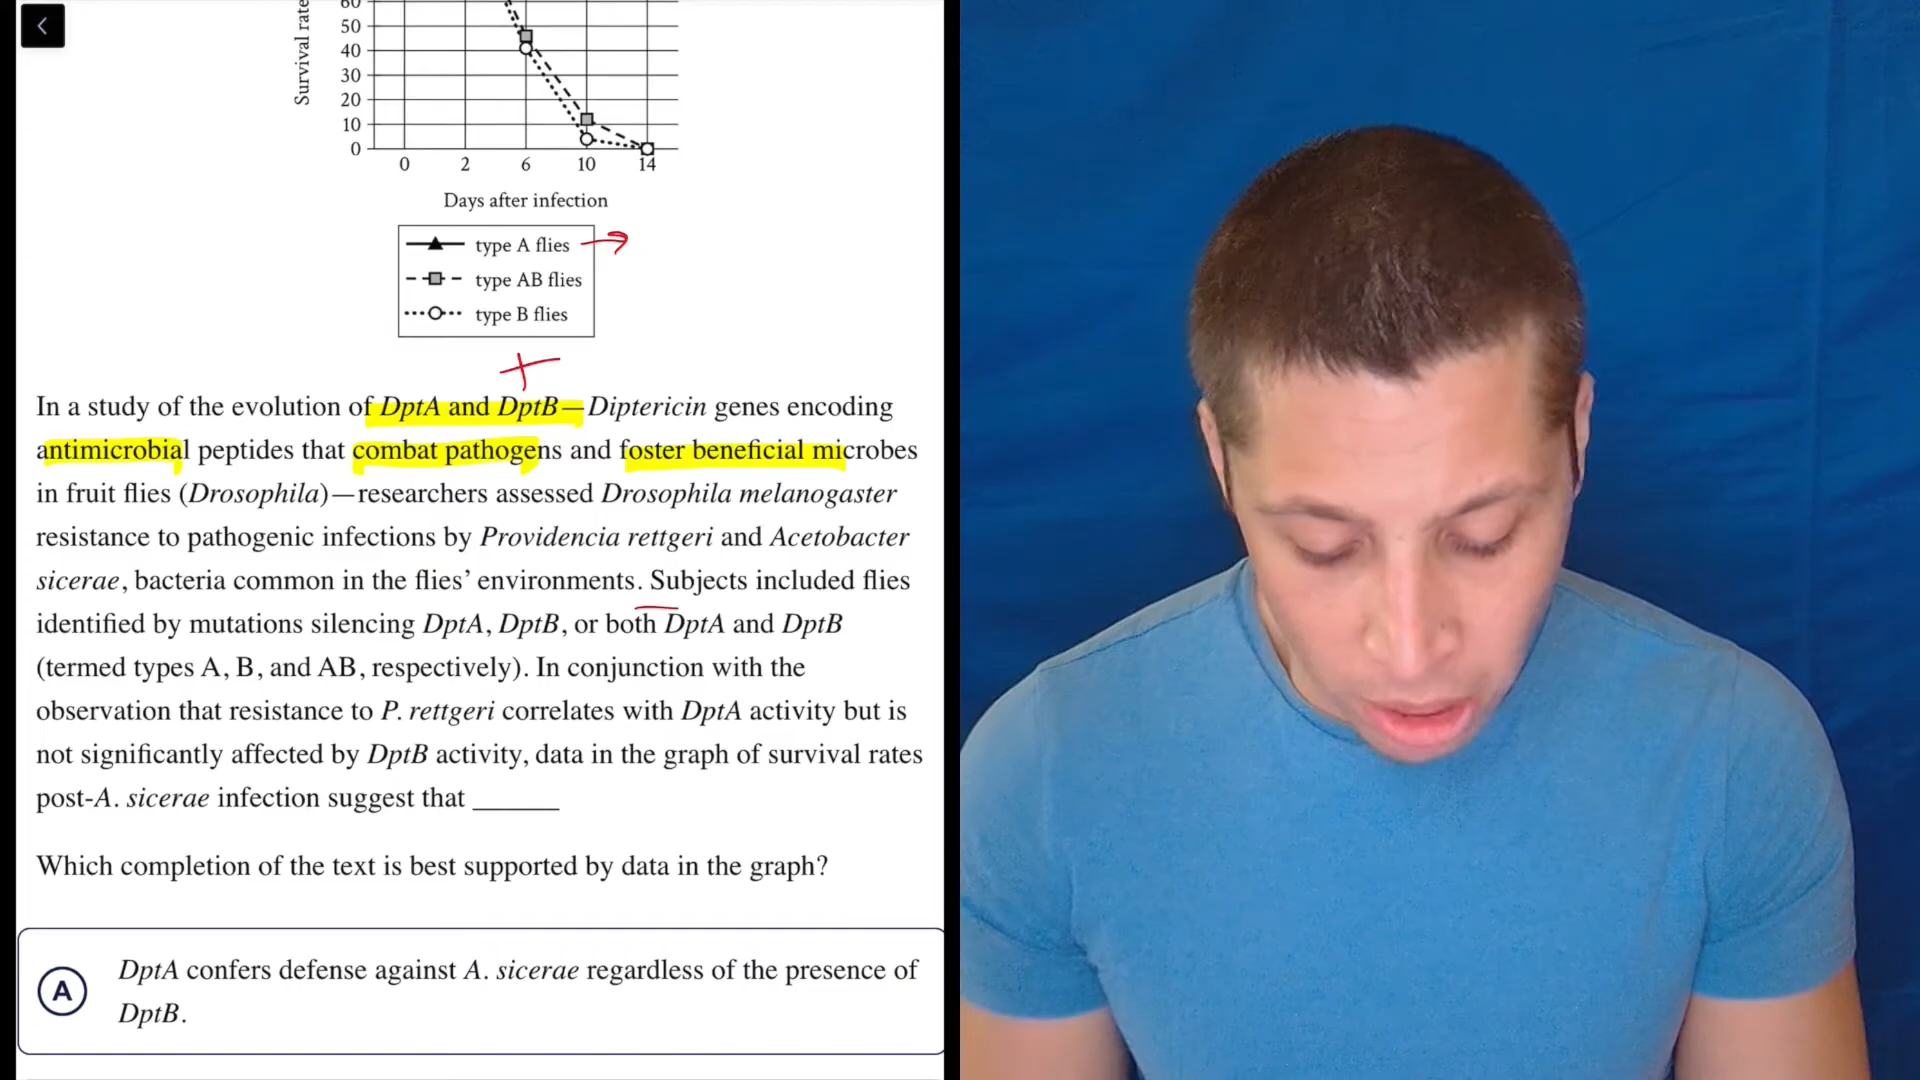 60
50
40
30
20
10
0
Survival rate
0 2 6 10 14
Days after infection
type A flies
type AB flies
type B flies
In a study of the evolution of DptA and DptB—Diptericin genes encoding
antimicrobial peptides that combat pathogens and foster beneficial microbes
in fruit flies (Drosophila)—researchers assessed Drosophila melanogaster
resistance to pathogenic infections by Providencia rettgeri and Acetobacter
sicerae, bacteria common in the flies’ environments. Subjects included flies
identified by mutations silencing DptA, DptB, or both DptA and DptB
(termed types A, B, and AB, respectively). In conjunction with the
observation that resistance to P. rettgeri correlates with DptA activity but is
not significantly affected by DptB activity, data in the graph of survival rates
post-A. sicerae infection suggest that ______
Which completion of the text is best supported by data in the graph?
A
DptA confers defense against A. sicerae regardless of the presence of
DptB.